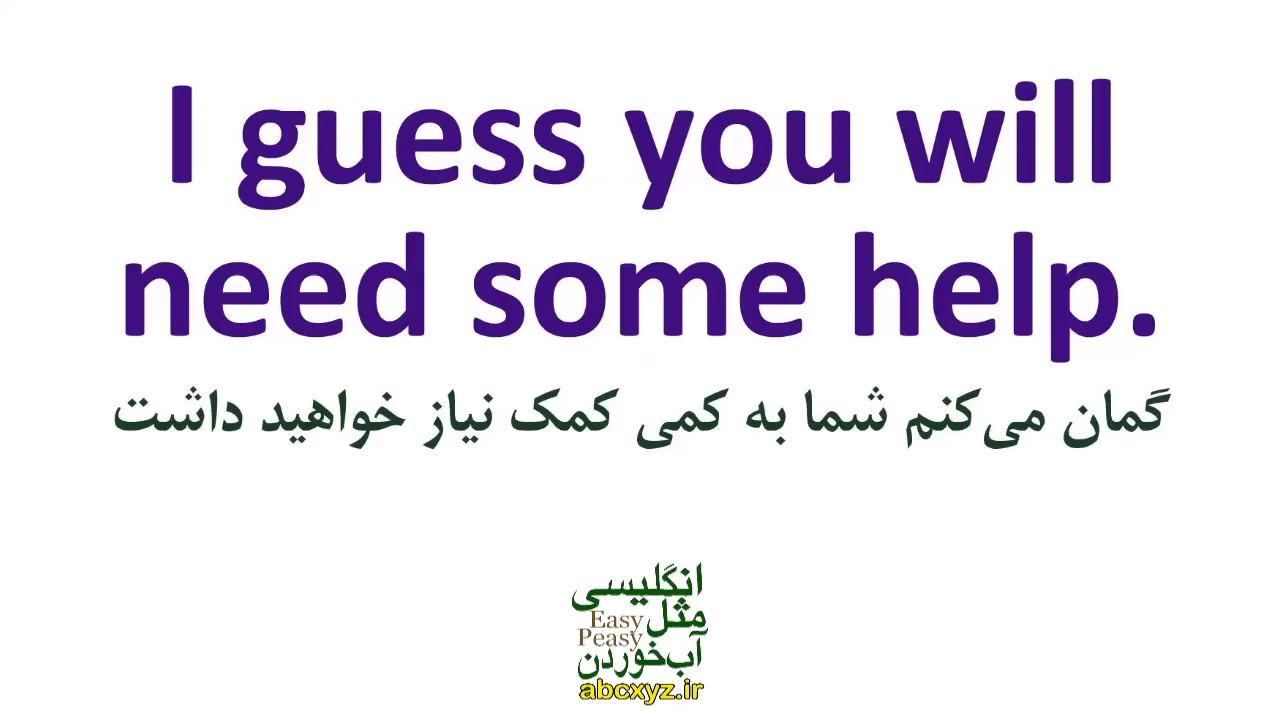 I guess you will
need some help.
گمان می‌کنم شما به کمی کمک نیاز خواهید داشت
انگلیسی
مثل
Easy
Peasy
آب‌خوردن
abcxyz.ir